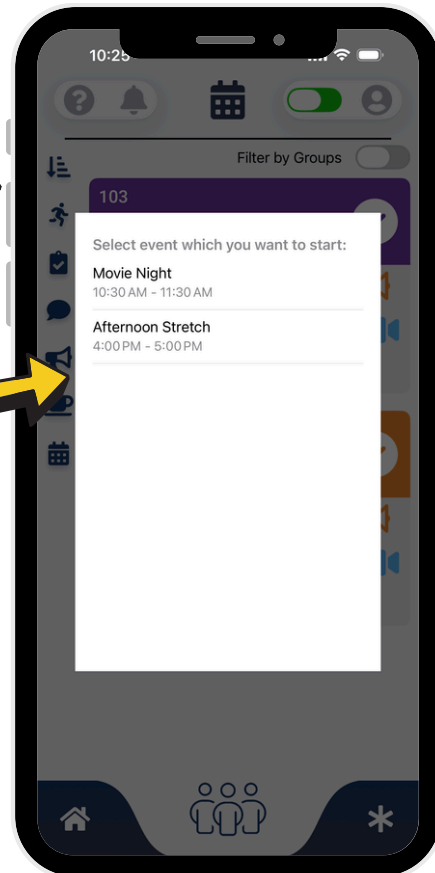 10:25
Filter by Groups
103
Select event which you want to start:
Movie Night
10:30 AM - 11:30 AM
Afternoon Stretch
4:00 PM - 5:00 PM